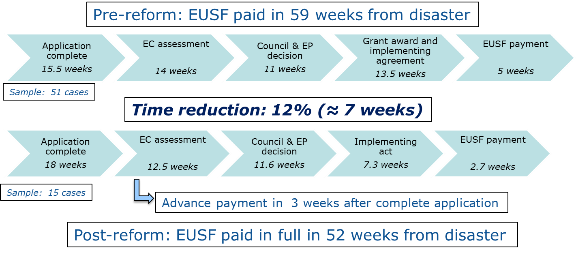 Pre-reform: EUSF paid in 59 weeks from disaster
Application
complete
15.5 weeks
EC assessment
14 weeks
Council & EP
decision
11 weeks
Grant award and
implementing
agreement
13.5 weeks
EUSF payment
5 weeks
Sample: 51 cases
Time reduction: 12% (≈ 7 weeks)
Application
complete
18 weeks
EC assessment
12.5 weeks
Council & EP
decision
11.6 weeks
Implementing
act
7.3 weeks
EUSF payment
2.7 weeks
Sample: 15 cases
Advance payment in 3 weeks after complete application
Post-reform: EUSF paid in full in 52 weeks from disaster